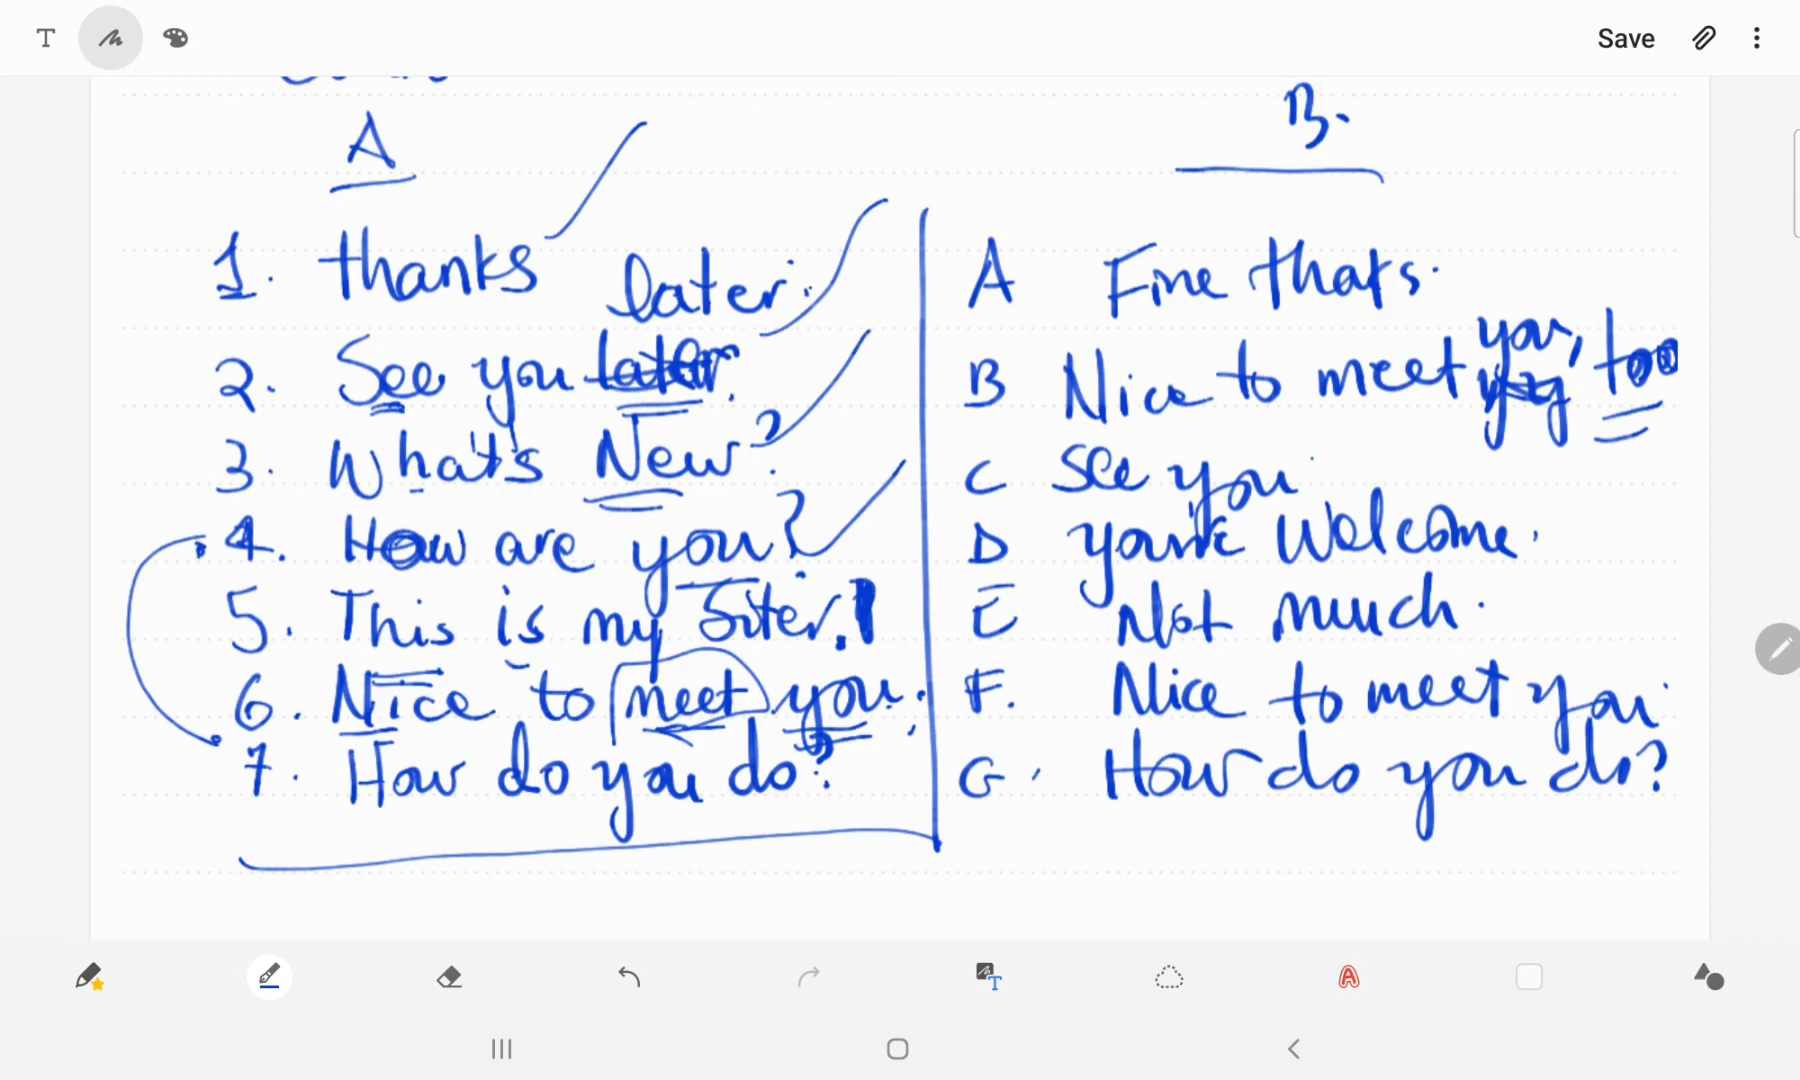 Save
A
B.
1. thanks
later.
2. See you later.
3. What's New?
4. How are you?
5. This is my Sister.
6. Nice to meet you.
7. How do you do?
A Fine thats.
B Nice to meet you, too
C See you
D you're Welcome.
E Not much.
F. Nice to meet you
G. How do you do?